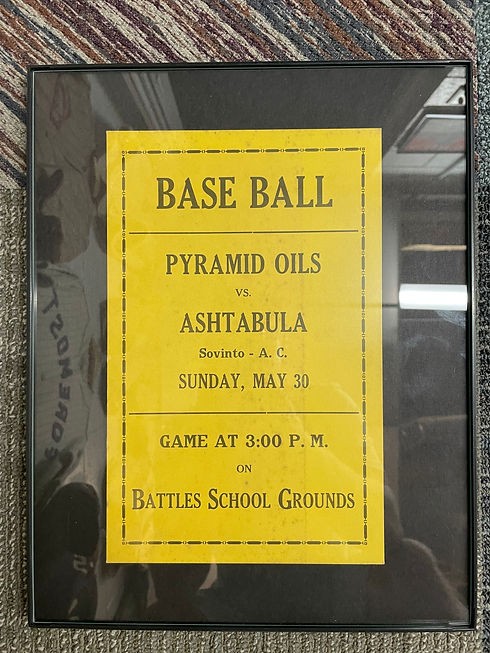 BASE BALL
PYRAMID OILS
VS.
ASHTABULA
Sovinto - A. C.
SUNDAY, MAY 30
GAME AT 3:00 P. M.
ON
BATTLES SCHOOL GROUNDS